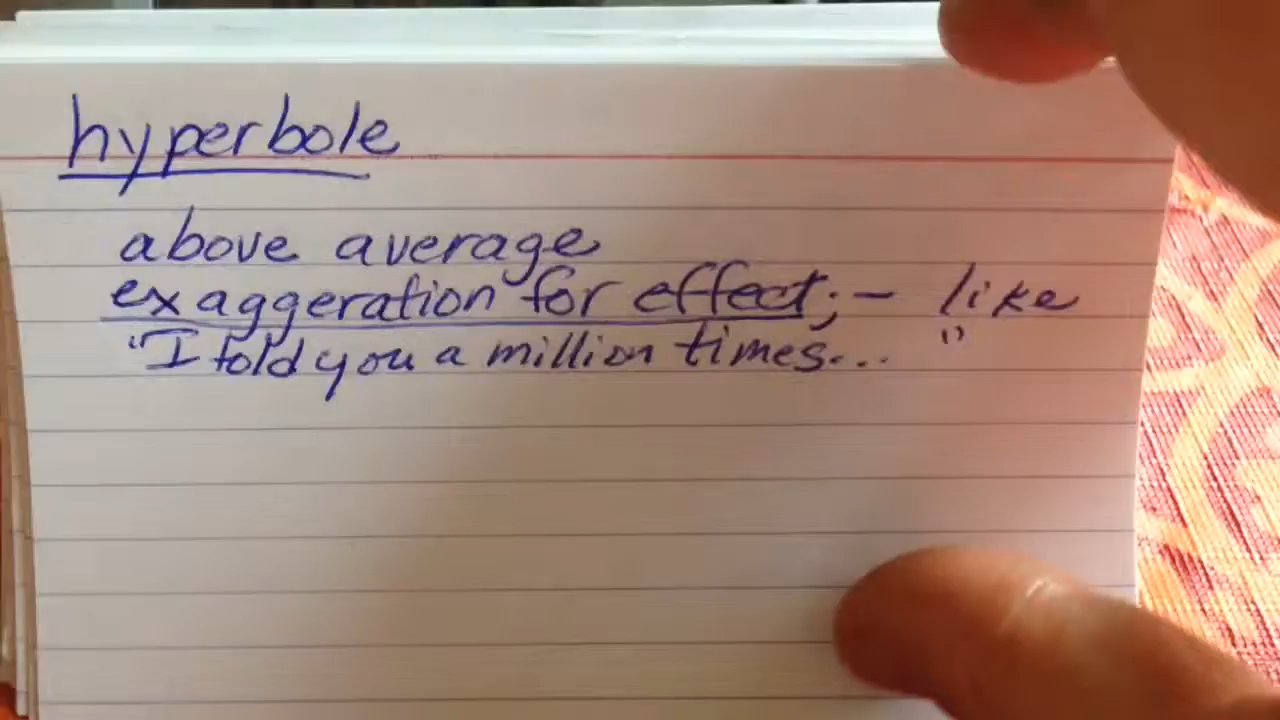 hyperbole
above average
exaggeration for effect; - like
"I told you a million times... "